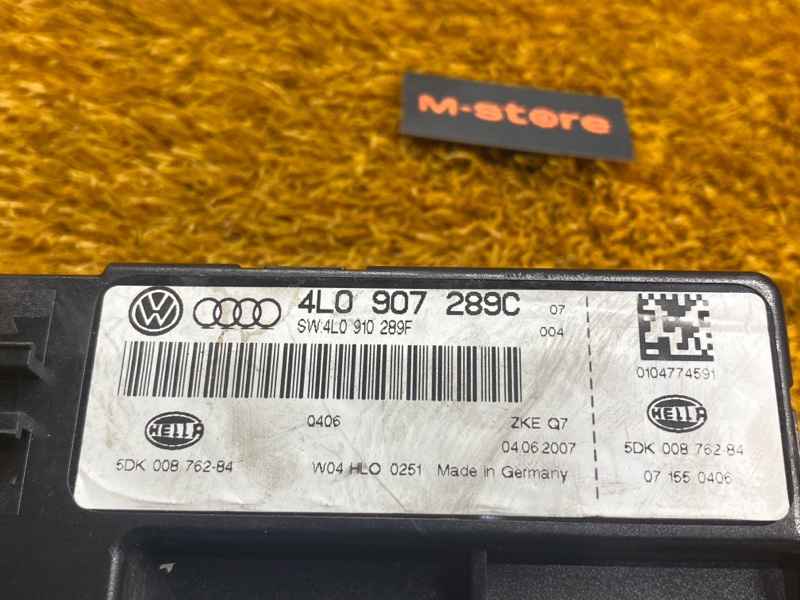 M-store
4L0 907 289C 07
SW:4L0 910 289F 004
0104774591
HELLA
0406 ZKE Q7
04.06.2007
5DK 008 762-84
W04 HLO 0251 Made in Germany
HELLA
5DK 008 762-84
07 155 0406